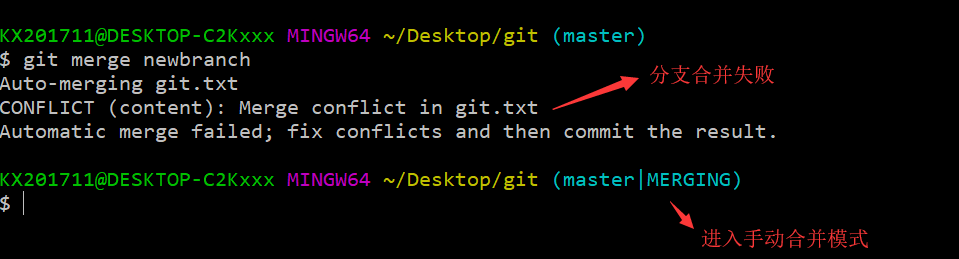 KX201711@DESKTOP-C2Kxxx MINGW64 ~/Desktop/git (master)
$ git merge newbranch
分支合并失败
Auto-merging git.txt
CONFLICT (content): Merge conflict in git.txt
Automatic merge failed; fix conflicts and then commit the result.
KX201711@DESKTOP-C2Kxxx MINGW64 ~/Desktop/git (master|MERGING)
$
进入手动合并模式